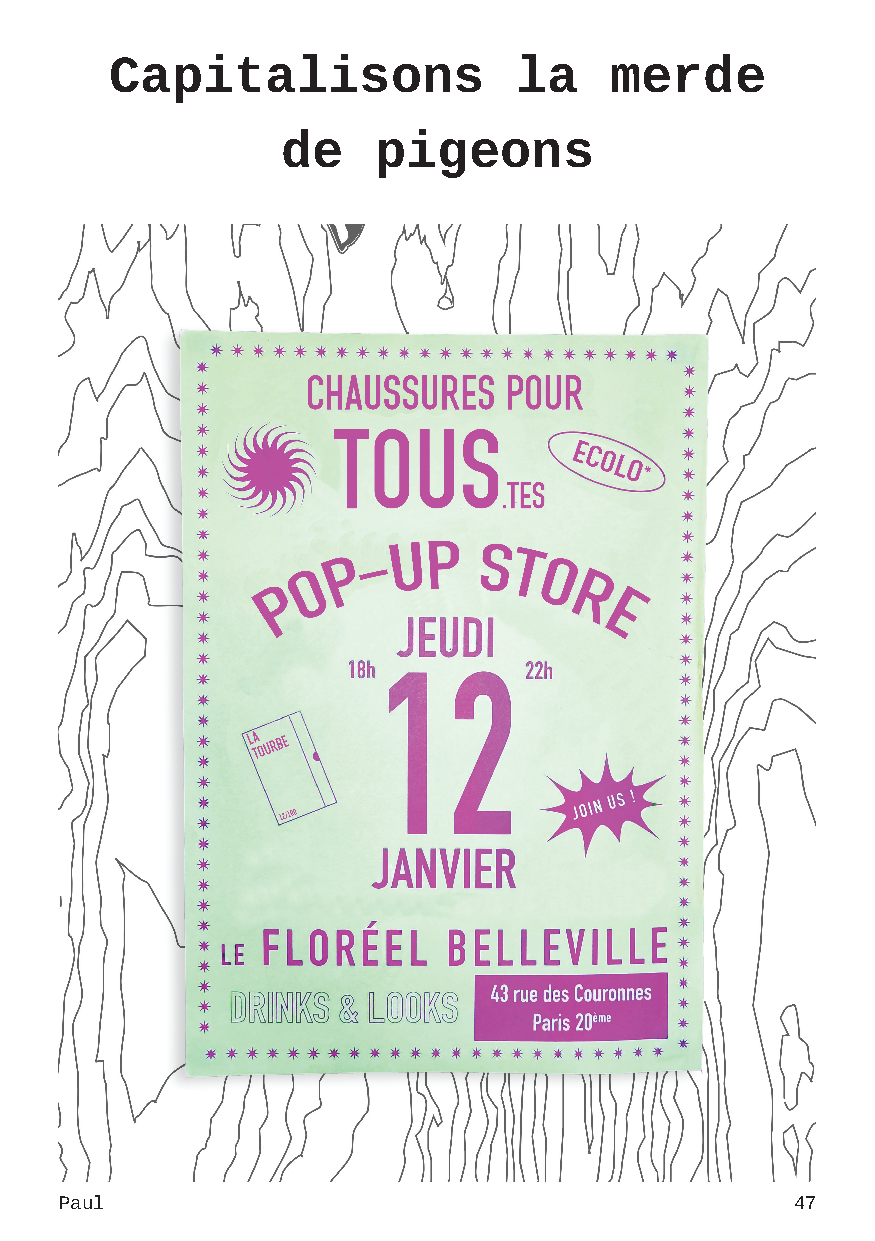 Capitalisons la merde
de pigeons
CHAUSSURES POUR
TOUS.TES
ECOLO*
POP-UP STORE
JEUDI
18h
22h
12
LA
TOURBE
12/100
JOIN US !
JANVIER
LE FLORÉEL BELLEVILLE
DRINKS & LOOKS
43 rue des Couronnes
Paris 20ème
Paul
47